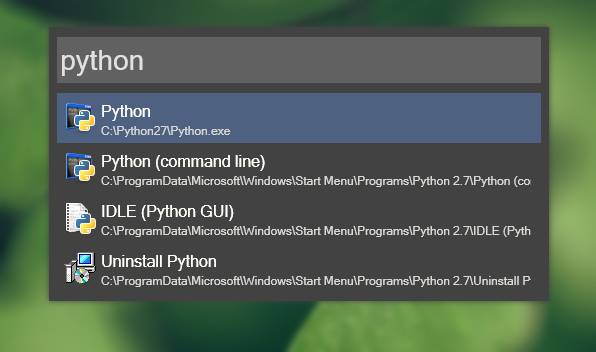 python
Python
C:\Python27\Python.exe
Python (command line)
C:\ProgramData\Microsoft\Windows\Start Menu\Programs\Python 2.7\Python (co
IDLE (Python GUI)
C:\ProgramData\Microsoft\Windows\Start Menu\Programs\Python 2.7\IDLE (Pyth
Uninstall Python
C:\ProgramData\Microsoft\Windows\Start Menu\Programs\Python 2.7\Uninstall P